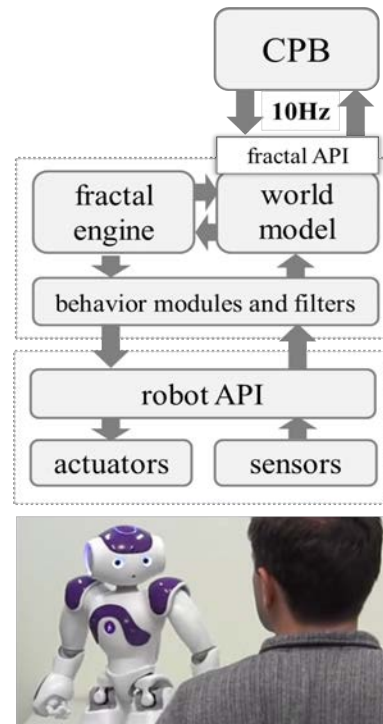 CPB
10Hz
fractal API
fractal
engine
world
model
behavior modules and filters
robot API
actuators
sensors